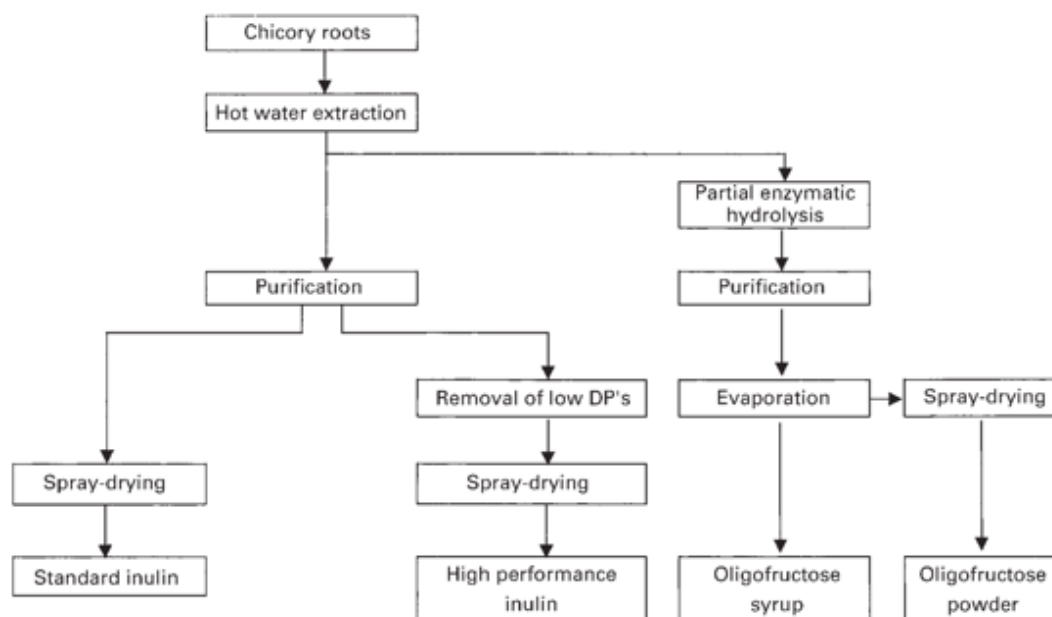 Chicory roots
Hot water extraction
Partial enzymatic
hydrolysis
Purification
Purification
Removal of low DP's
Evaporation
Spray-drying
Spray-drying
Spray-drying
Standard inulin
High performance
inulin
Oligofructose
syrup
Oligofructose
powder